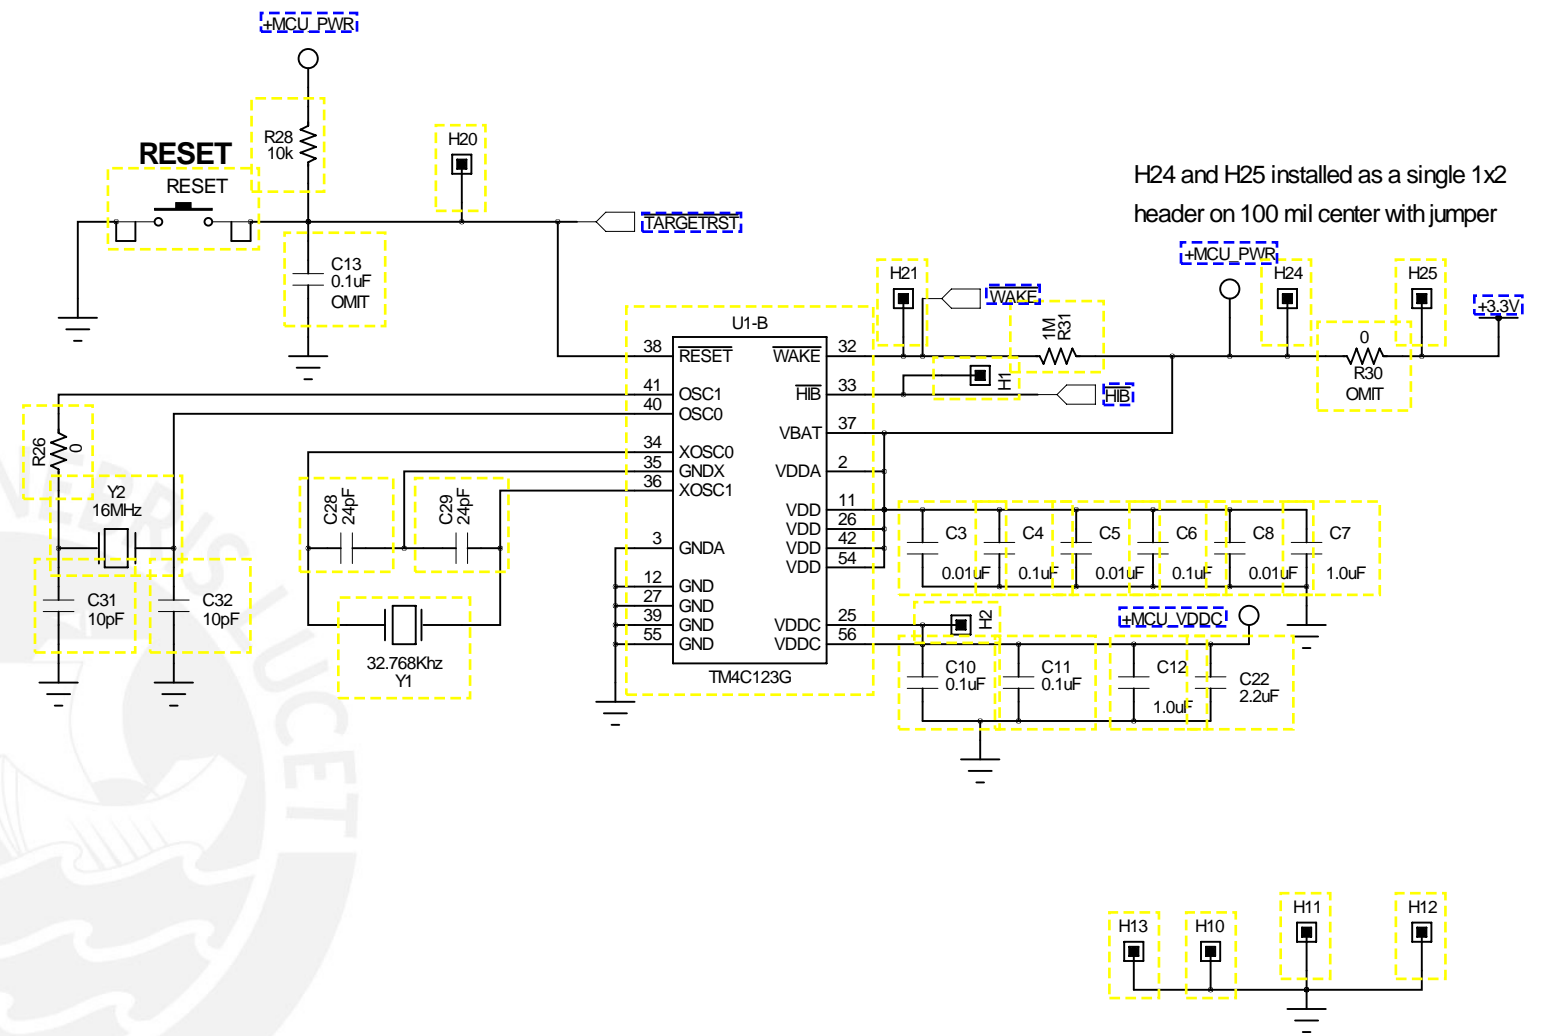 +MCU_PWR
R28
10k
H20
RESET
RESET
TARGETRST
C13
0.1uF
OMIT
H24 and H25 installed as a single 1x2
header on 100 mil center with jumper
+MCU_PWR
H21
H24
H25
WAKE
+3.3V
1M
R31
0
R30
OMIT
H1
HIB
U1-B
38
RESET
WAKE
32
41
OSC1
HIB
33
40
OSC0
VBAT
37
34
XOSC0
35
GNDX
VDDA
2
36
XOSC1
VDD
11
VDD
26
3
GNDA
VDD
42
VDD
54
12
GND
27
GND
39
GND
VDDC
25
55
GND
VDDC
56
TM4C123G
R26
0
Y2
16MHz
C31
10pF
C32
10pF
C28
24pF
C29
24pF
32.768Khz
Y1
C3
0.01uF
C4
0.1uF
C5
0.01uF
C6
0.1uF
C8
0.01uF
C7
1.0uF
H2
+MCU_VDDC
C10
0.1uF
C11
0.1uF
C12
1.0uF
C22
2.2uF
H13
H10
H11
H12